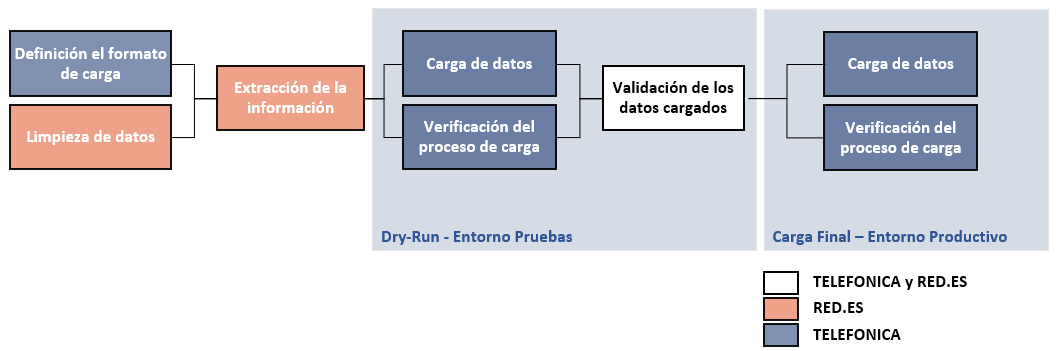 Definición el formato
de carga
Limpieza de datos
Extracción de la
información
Carga de datos
Verificación del
proceso de carga
Validación de los
datos cargados
Carga de datos
Verificación del
proceso de carga
Dry-Run - Entorno Pruebas
Carga Final – Entorno Productivo
TELEFONICA y RED.ES
RED.ES
TELEFONICA